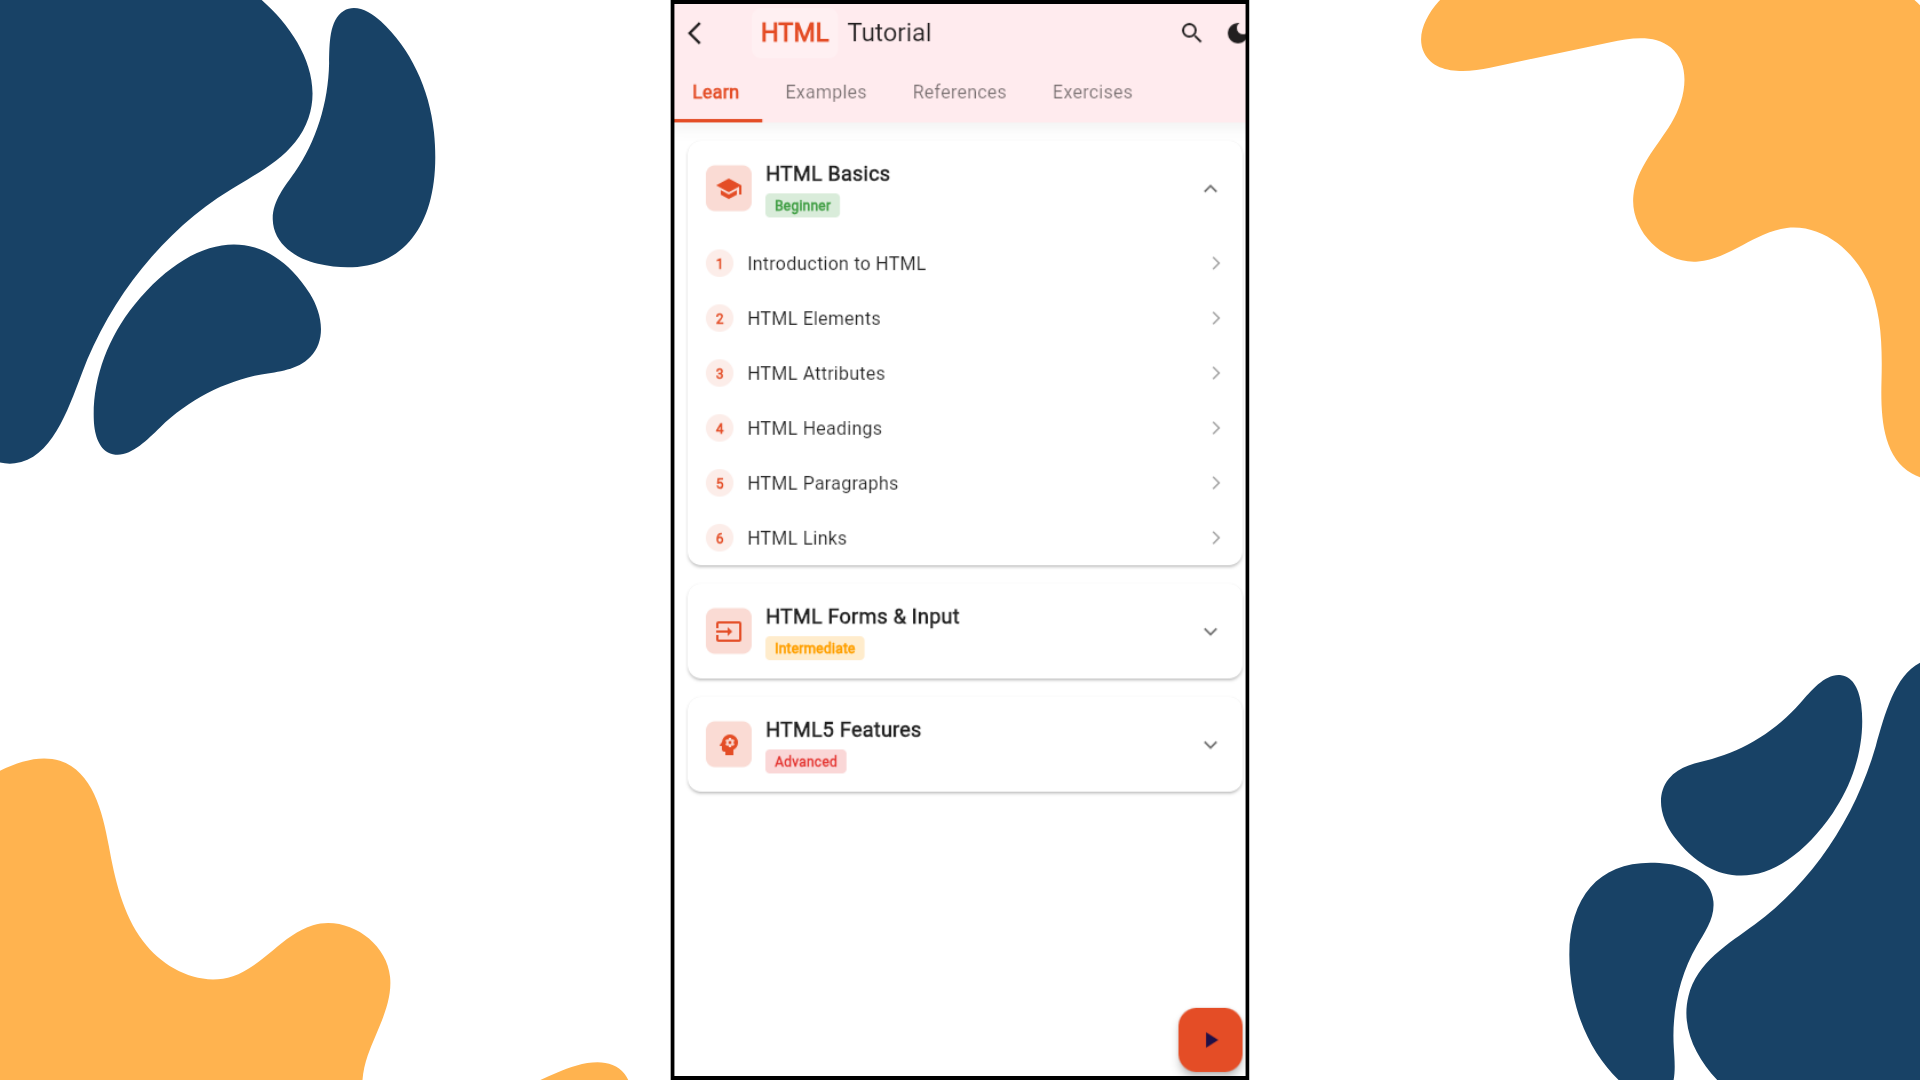 HTML Tutorial
Learn Examples References Exercises
HTML Basics
Beginner
1 Introduction to HTML
2 HTML Elements
3 HTML Attributes
4 HTML Headings
5 HTML Paragraphs
6 HTML Links
HTML Forms & Input
Intermediate
HTML5 Features
Advanced